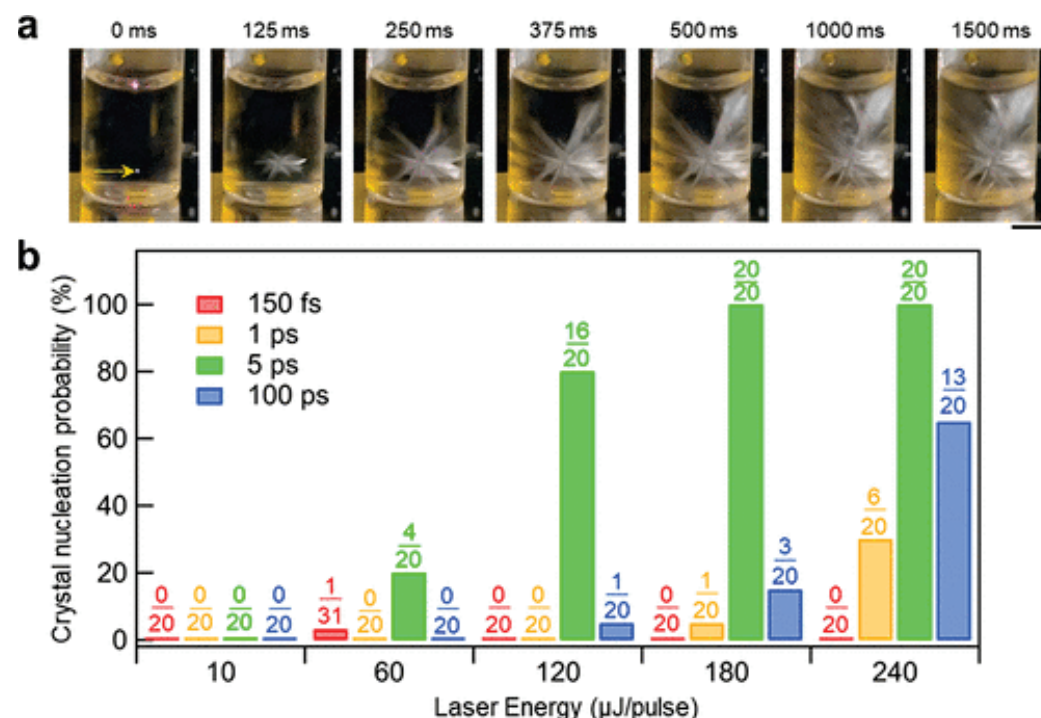 a
0 ms 125 ms 250 ms 375 ms 500 ms 1000 ms 1500 ms
b
Crystal nucleation probability (%)
100
80
60
40
20
0
150 fs
1 ps
5 ps
100 ps
0/20 0/20 0/20 0/20
1/31 0/20 4/20 0/20
0/20 0/20 16/20 1/20
0/20 1/20 20/20 3/20
0/20 6/20 20/20 13/20
10 60 120 180 240
Laser Energy (µJ/pulse)